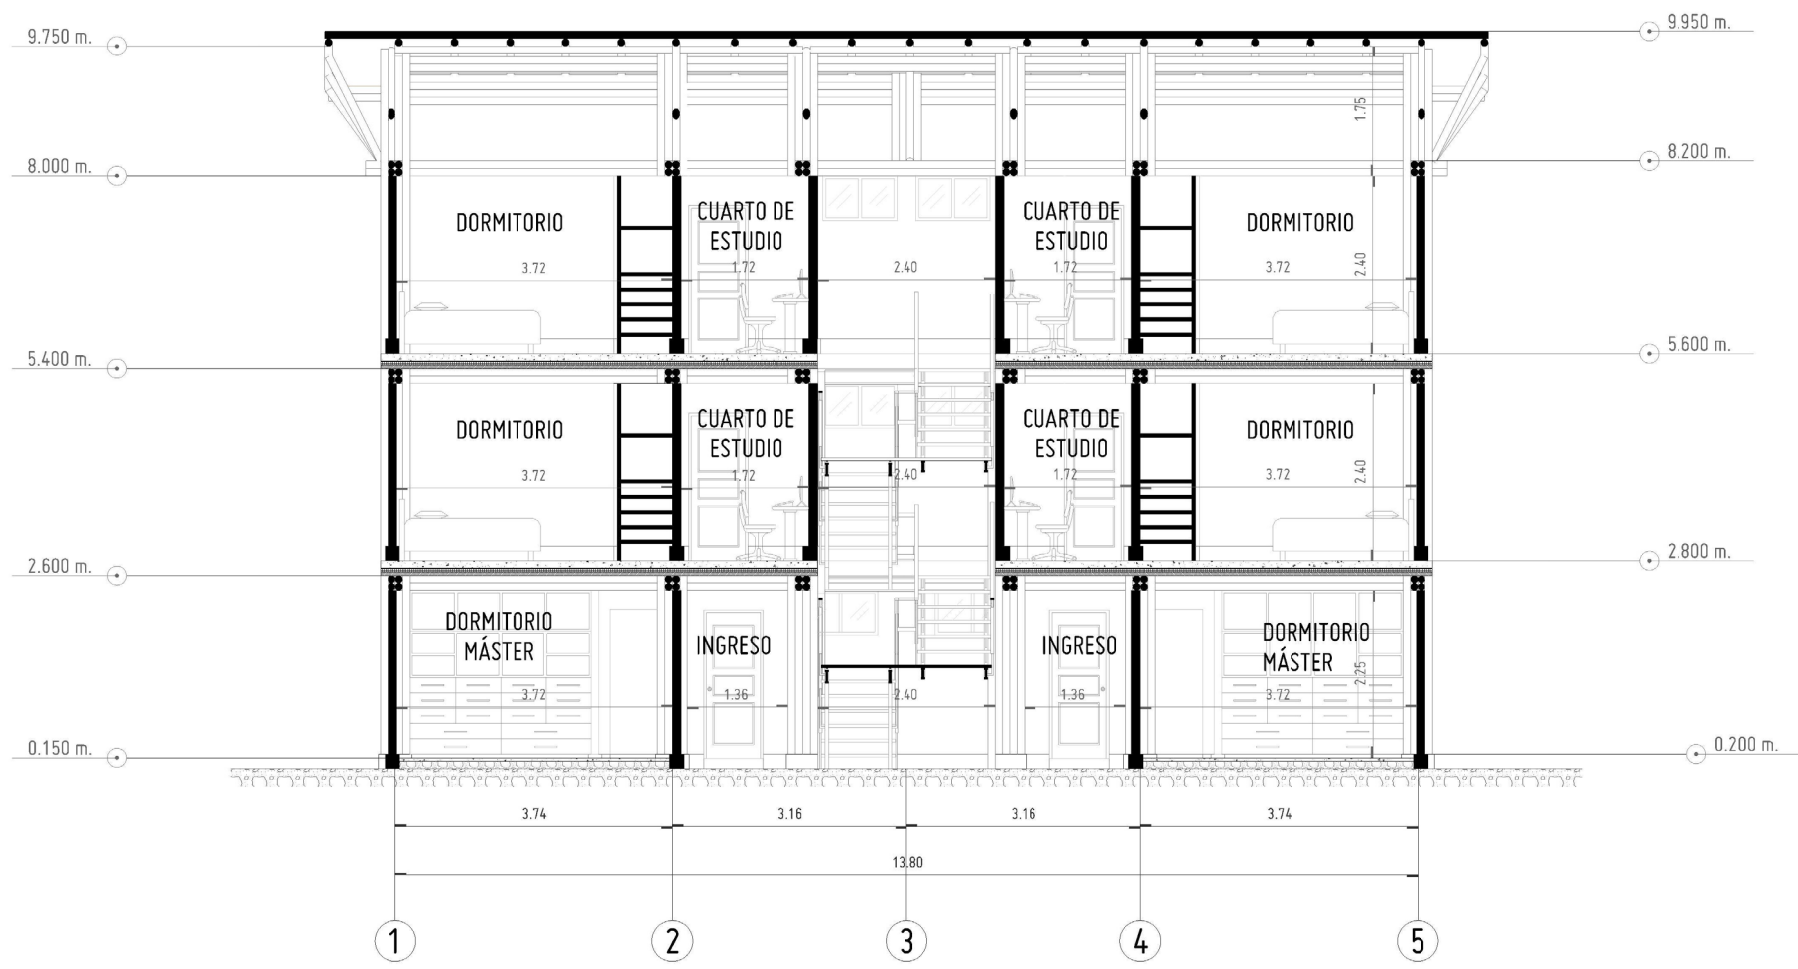 9.750 m.
9.950 m.
1.75
8.000 m.
8.200 m.
DORMITORIO
CUARTO DE
ESTUDIO
CUARTO DE
ESTUDIO
DORMITORIO
3.72
1.72
2.40
1.72
3.72
2.40
5.400 m.
5.600 m.
DORMITORIO
CUARTO DE
ESTUDIO
CUARTO DE
ESTUDIO
DORMITORIO
3.72
1.72
2.40
1.72
3.72
2.40
2.600 m.
2.800 m.
DORMITORIO
MÁSTER
INGRESO
INGRESO
DORMITORIO
MÁSTER
3.72
1.36
2.40
1.36
3.72
2.25
0.150 m.
0.200 m.
3.74
3.16
3.16
3.74
13.80
1
2
3
4
5